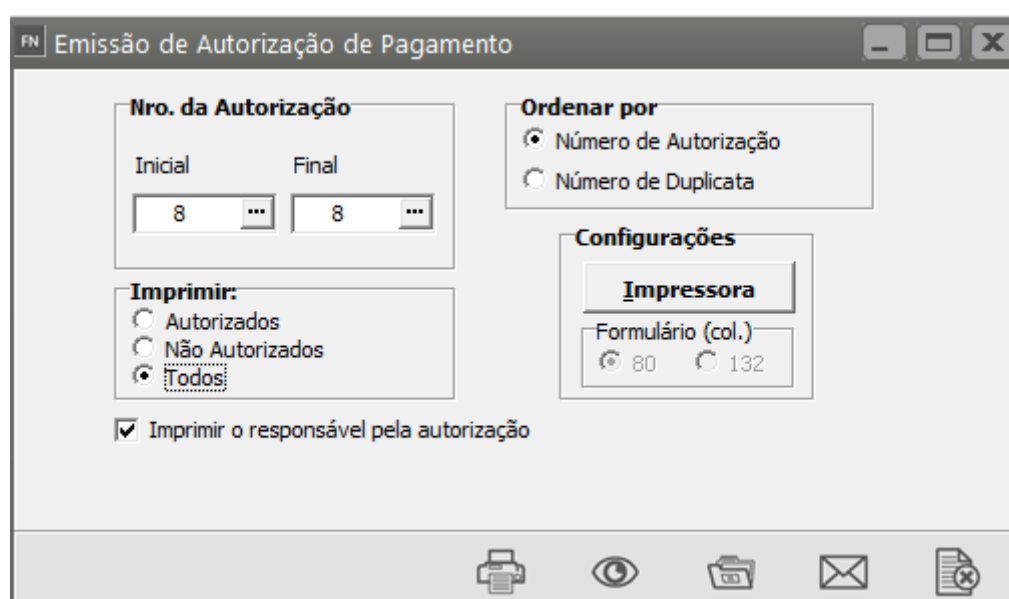 FN Emissão de Autorização de Pagamento
Nro. da Autorização
Inicial Final
8 ... 8 ...
Imprimir:
Autorizados
Não Autorizados
Todos
Imprimir o responsável pela autorização
Ordenar por
Número de Autorização
Número de Duplicata
Configurações
Impressora
Formulário (col.)
80 132